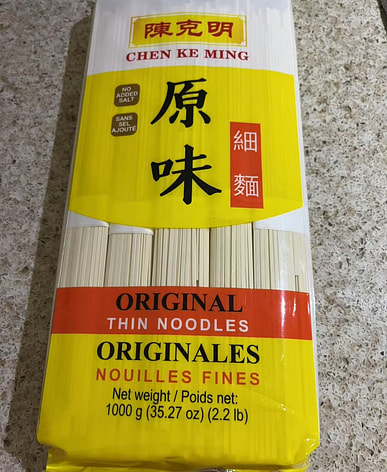 陳克明
CHEN KE MING
NO
ADDED
SALT
SANS
SEL
AJOUTÉ
原味
細麵
ORIGINAL
THIN NOODLES
ORIGINALES
NOUILLES FINES
Net weight / Poids net:
1000 g (35.27 oz) (2.2 lb)